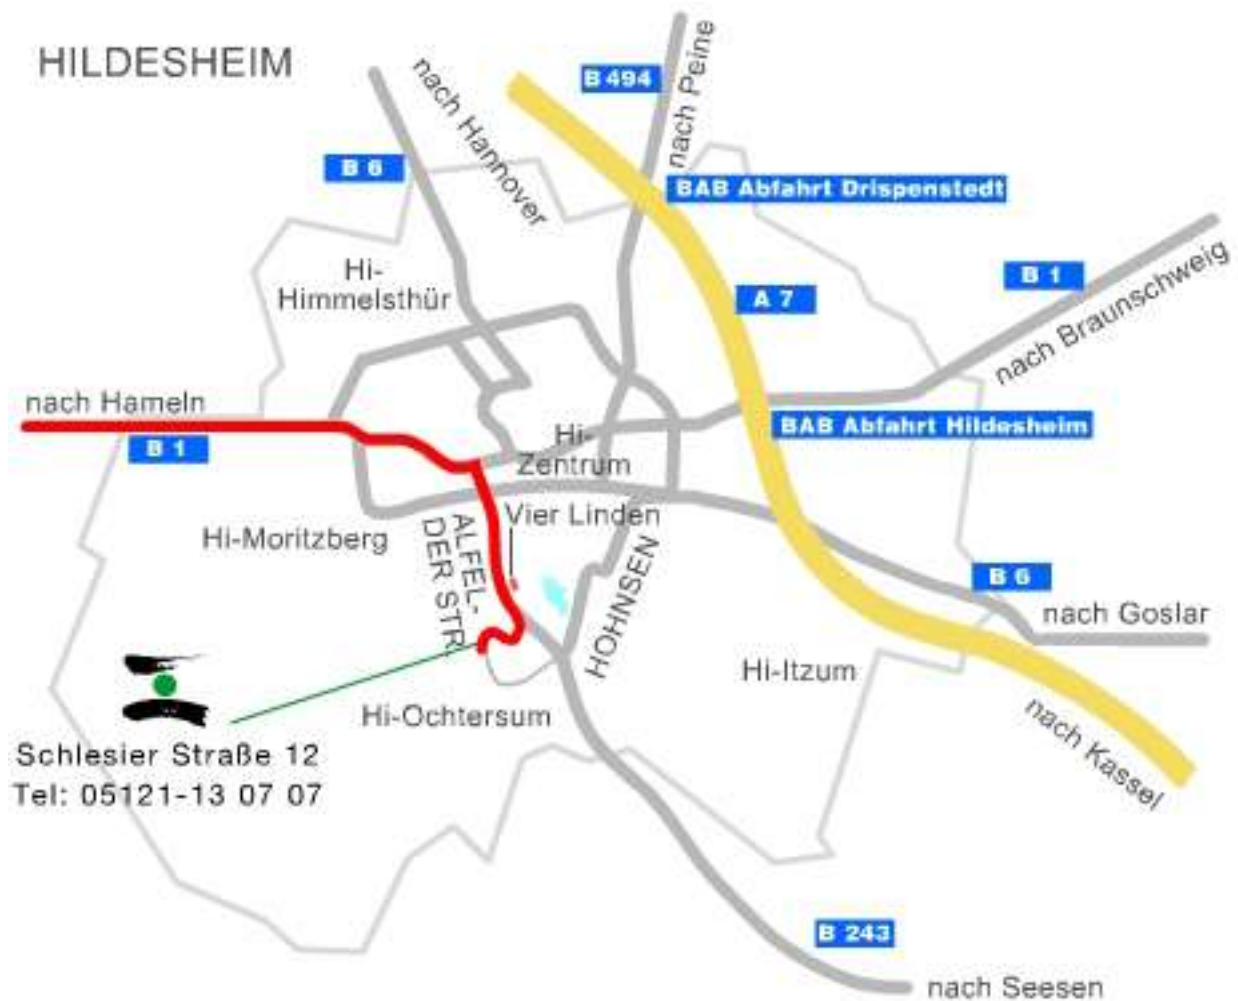 HILDESHEIM
nach Hannover
B 494
nach Peine
B 6
BAB Abfahrt Drispenstedt
Hi-
Himmelsthür
A 7
B 1
nach Braunschweig
nach Hameln
B 1
BAB Abfahrt Hildesheim
Hi-
Zentrum
Hi-Moritzberg
ALFEL-
DER STR.
Vier Linden
HOHNSEN
B 6
nach Goslar
Hi-Itzum
Hi-Ochtersum
nach Kassel
Schlesier Straße 12
Tel: 05121-13 07 07
B 243
nach Seesen